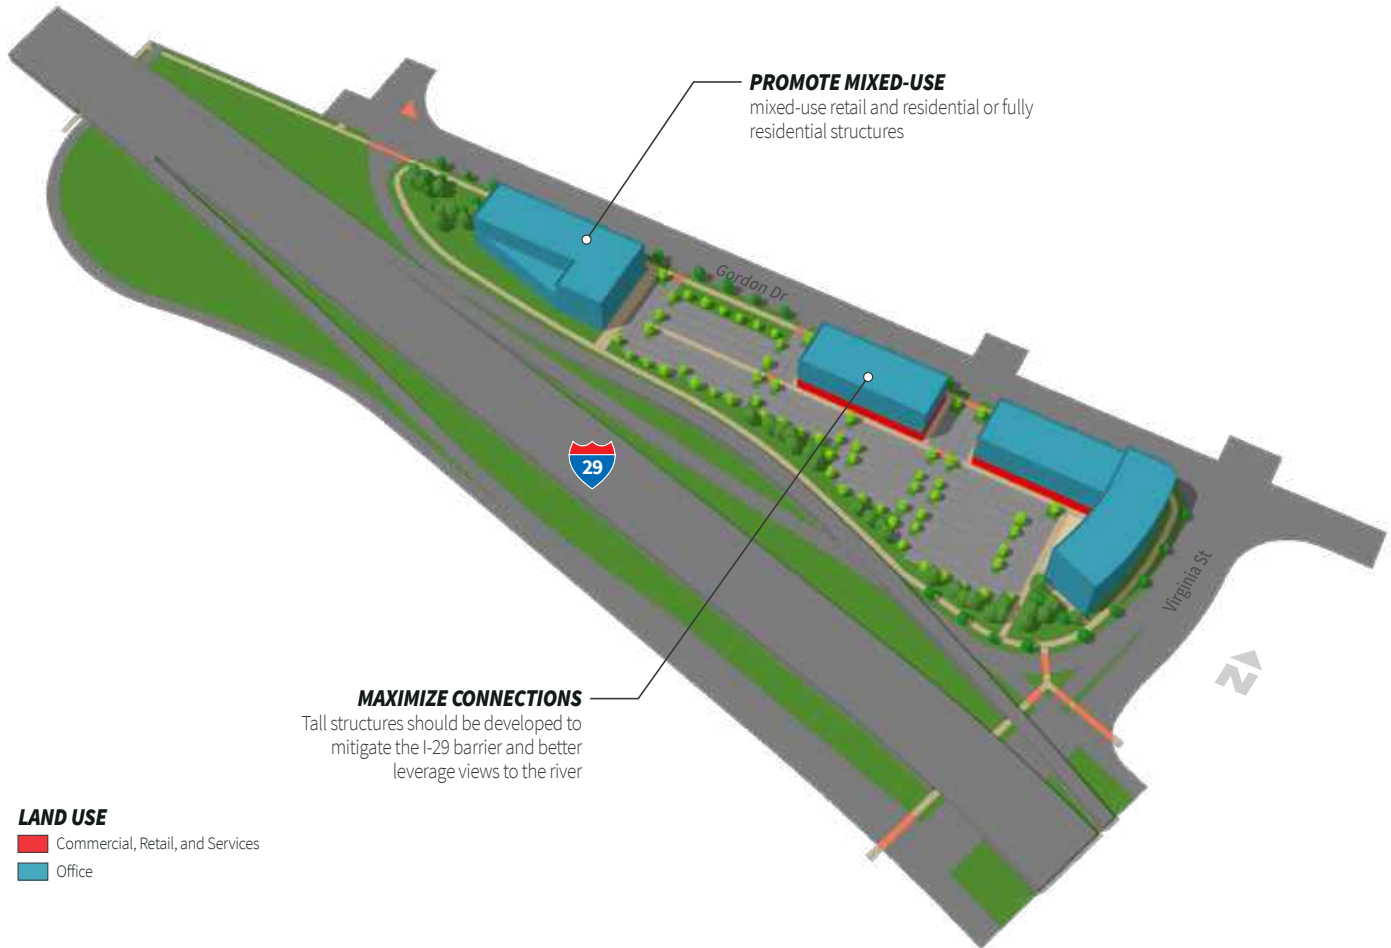 PROMOTE MIXED-USE
mixed-use retail and residential or fully
residential structures
Gordon Dr
29
Virginia St
N
MAXIMIZE CONNECTIONS
Tall structures should be developed to
mitigate the I-29 barrier and better
leverage views to the river
LAND USE
Commercial, Retail, and Services
Office